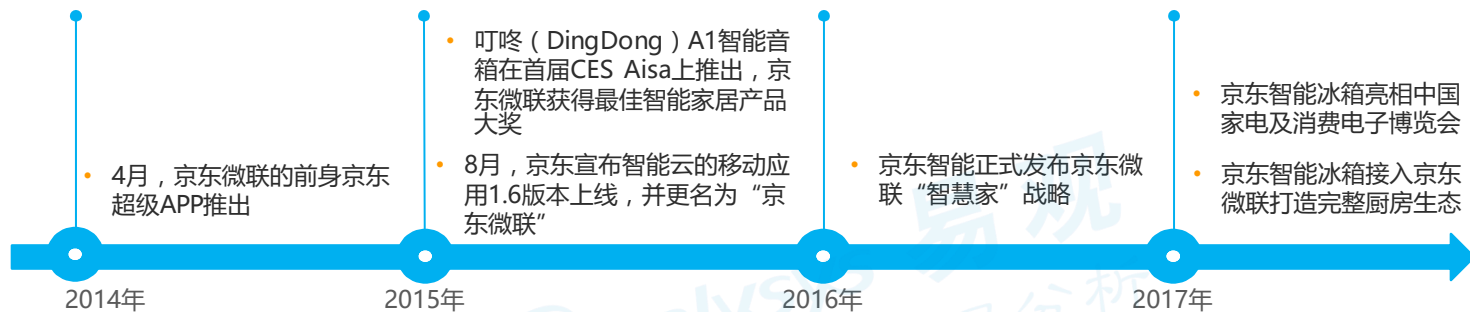 4月，京东微联的前身京东
超级APP推出
叮咚（DingDong）A1智能音
箱在首届CES Aisa上推出，京
东微联获得最佳智能家居产品
大奖
8月，京东宣布智能云的移动应
用1.6版本上线，并更名为“京
东微联”
京东智能正式发布京东微
联“智慧家”战略
京东智能冰箱亮相中国
家电及消费电子博览会
京东智能冰箱接入京东
微联打造完整厨房生态
2014年
2015年
2016年
2017年
易观